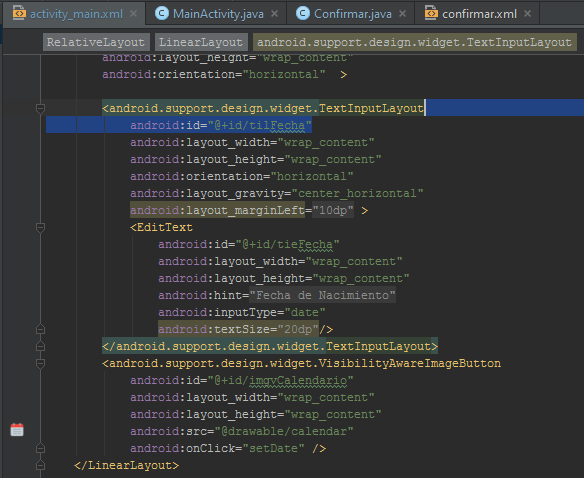 activity_main.xml MainActivity.java Confirmar.java confirmar.xml
RelativeLayout LinearLayout android.support.design.widget.TextInputLayout
android:layout_height="wrap_content"
android:orientation="horizontal" >
<android.support.design.widget.TextInputLayout
android:id="@+id/tilFecha"
android:layout_width="wrap_content"
android:layout_height="wrap_content"
android:orientation="horizontal"
android:layout_gravity="center_horizontal"
android:layout_marginLeft="10dp" >
<EditText
android:id="@+id/tieFecha"
android:layout_width="wrap_content"
android:layout_height="wrap_content"
android:hint="Fecha de Nacimiento"
android:inputType="date"
android:textSize="20dp"/>
</android.support.design.widget.TextInputLayout>
<android.support.design.widget.VisibilityAwareImageButton
android:id="@+id/imgvCalendario"
android:layout_width="wrap_content"
android:layout_height="wrap_content"
android:src="@drawable/calendar"
android:onClick="setDate" />
</LinearLayout>